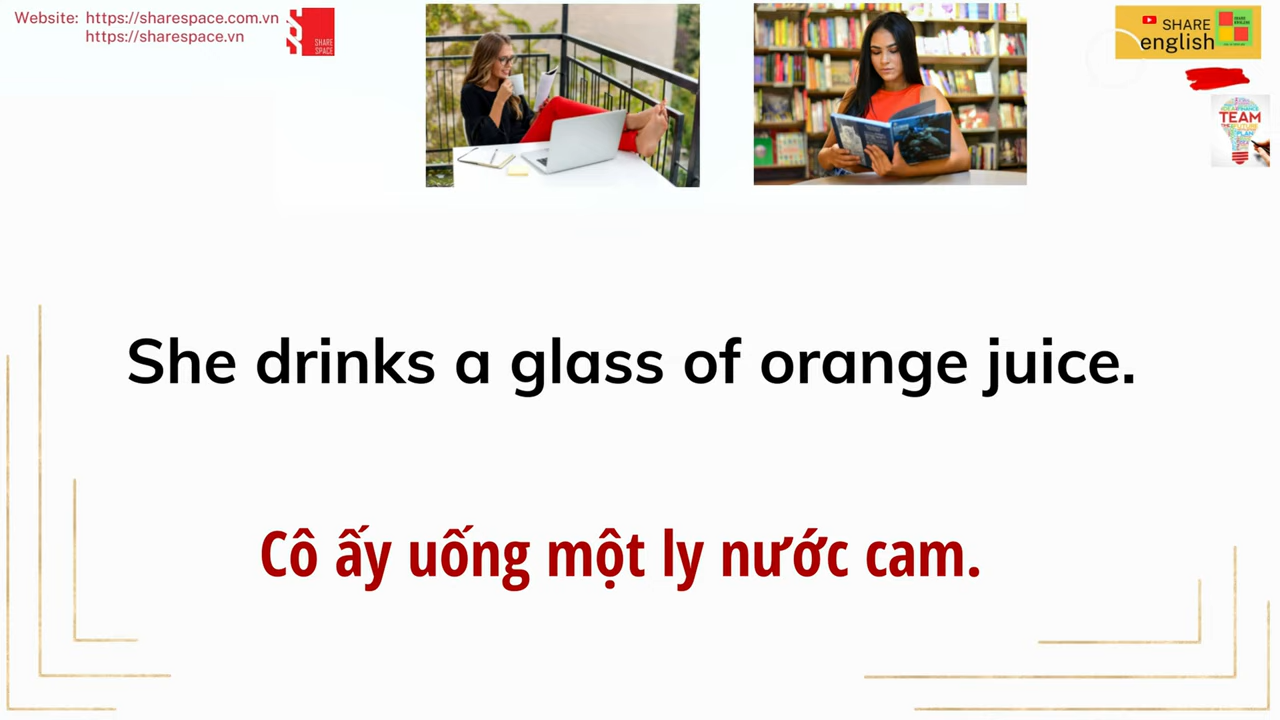 Website: https://sharespace.com.vn
https://sharespace.vn
SHARE
SPACE
SHARE
english
TEAM
PLAN
She drinks a glass of orange juice.
Cô ấy uống một ly nước cam.